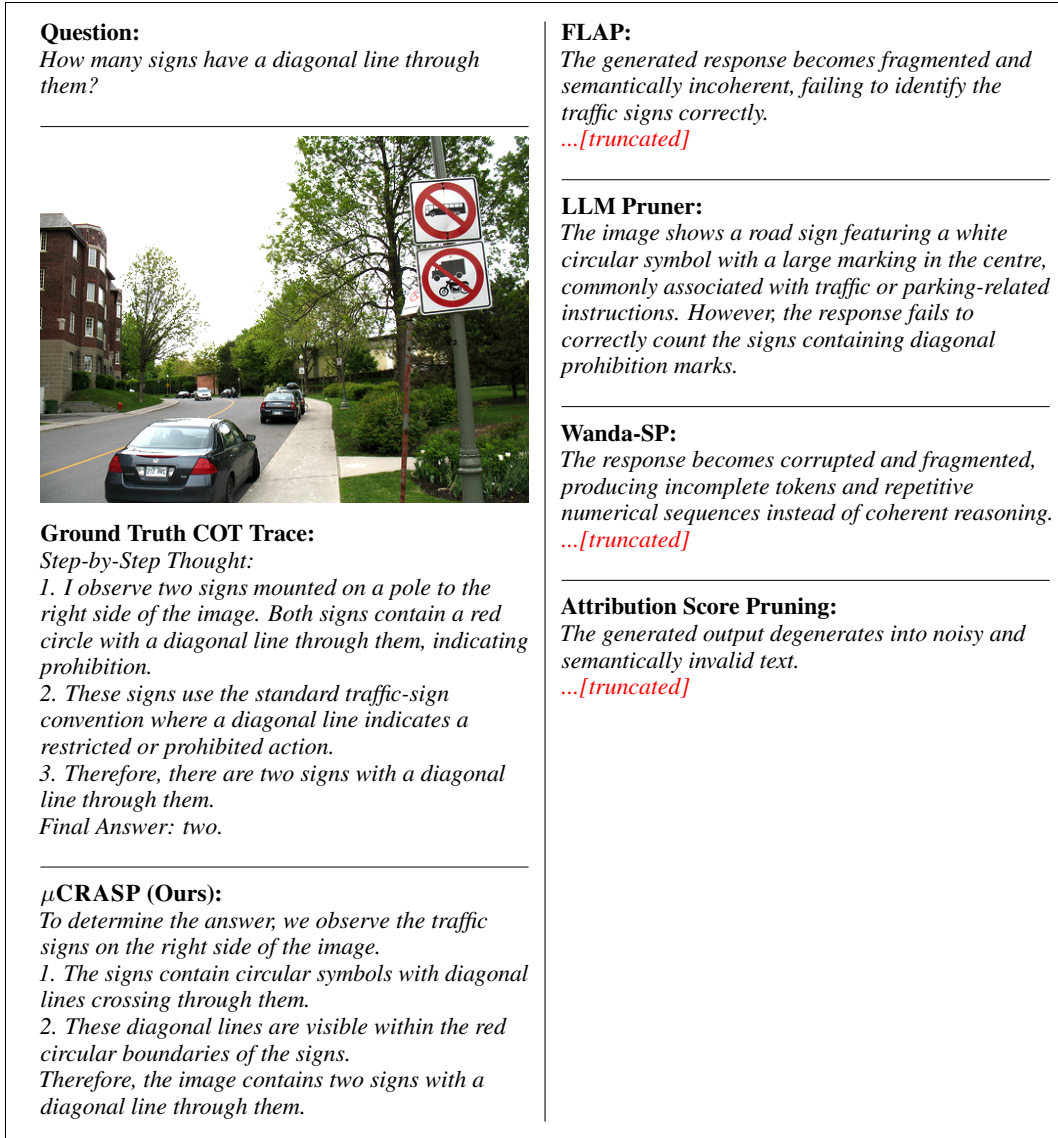 Question:
How many signs have a diagonal line through
them?
Ground Truth COT Trace:
Step-by-Step Thought:
1. I observe two signs mounted on a pole to the
right side of the image. Both signs contain a red
circle with a diagonal line through them, indicating
prohibition.
2. These signs use the standard traffic-sign
convention where a diagonal line indicates a
restricted or prohibited action.
3. Therefore, there are two signs with a diagonal
line through them.
Final Answer: two.
μCRASP (Ours):
To determine the answer, we observe the traffic
signs on the right side of the image.
1. The signs contain circular symbols with diagonal
lines crossing through them.
2. These diagonal lines are visible within the red
circular boundaries of the signs.
Therefore, the image contains two signs with a
diagonal line through them.
FLAP:
The generated response becomes fragmented and
semantically incoherent, failing to identify the
traffic signs correctly.
...[truncated]
LLM Pruner:
The image shows a road sign featuring a white
circular symbol with a large marking in the centre,
commonly associated with traffic or parking-related
instructions. However, the response fails to
correctly count the signs containing diagonal
prohibition marks.
Wanda-SP:
The response becomes corrupted and fragmented,
producing incomplete tokens and repetitive
numerical sequences instead of coherent reasoning.
...[truncated]
Attribution Score Pruning:
The generated output degenerates into noisy and
semantically invalid text.
...[truncated]